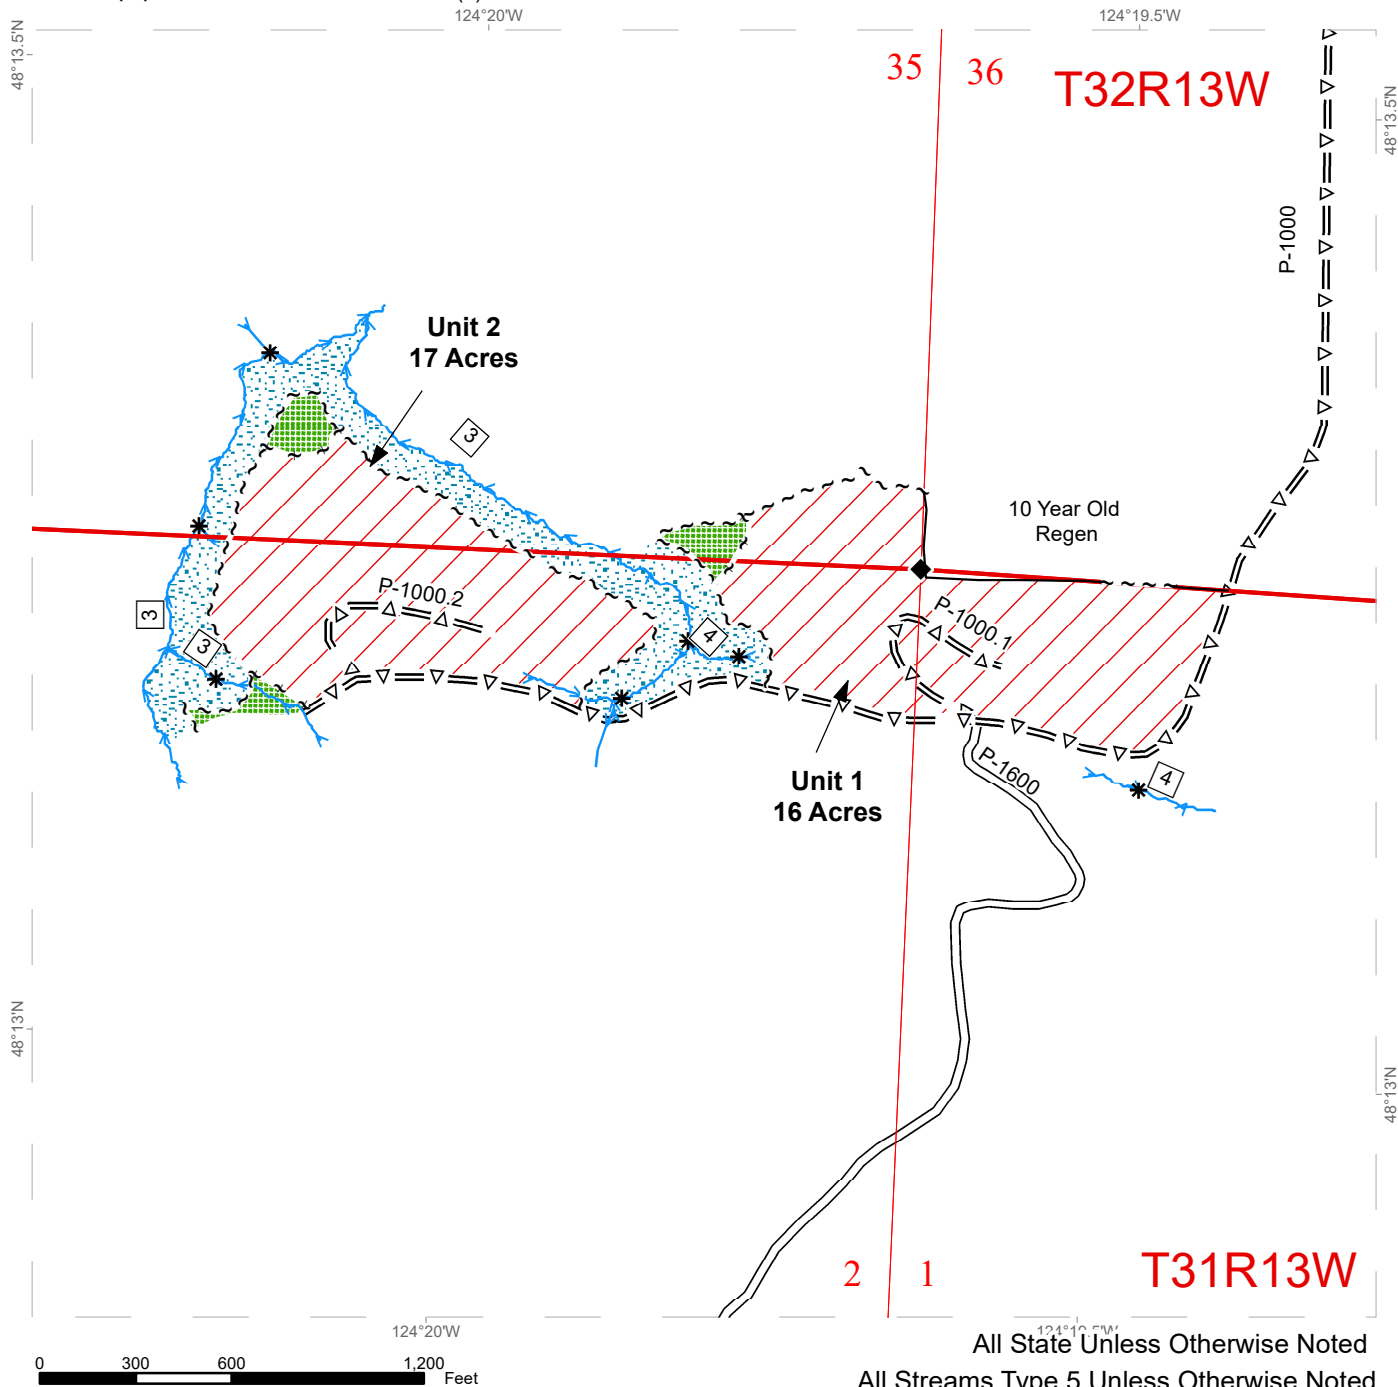 124°20'W
124°19.5'W
48°13.5'N
48°13.5'N
35
36
T32R13W
P-1000
Unit 2
17 Acres
3
10 Year Old
Regen
P-1000.2
P-1000.1
3
3
4
Unit 1
16 Acres
P-1600
4
48°13'N
48°13'N
2
1
T31R13W
124°20'W
All State Unless Otherwise Noted
0
300
600
1,200
Feet
All Streams Type 5 Unless Otherwise Noted